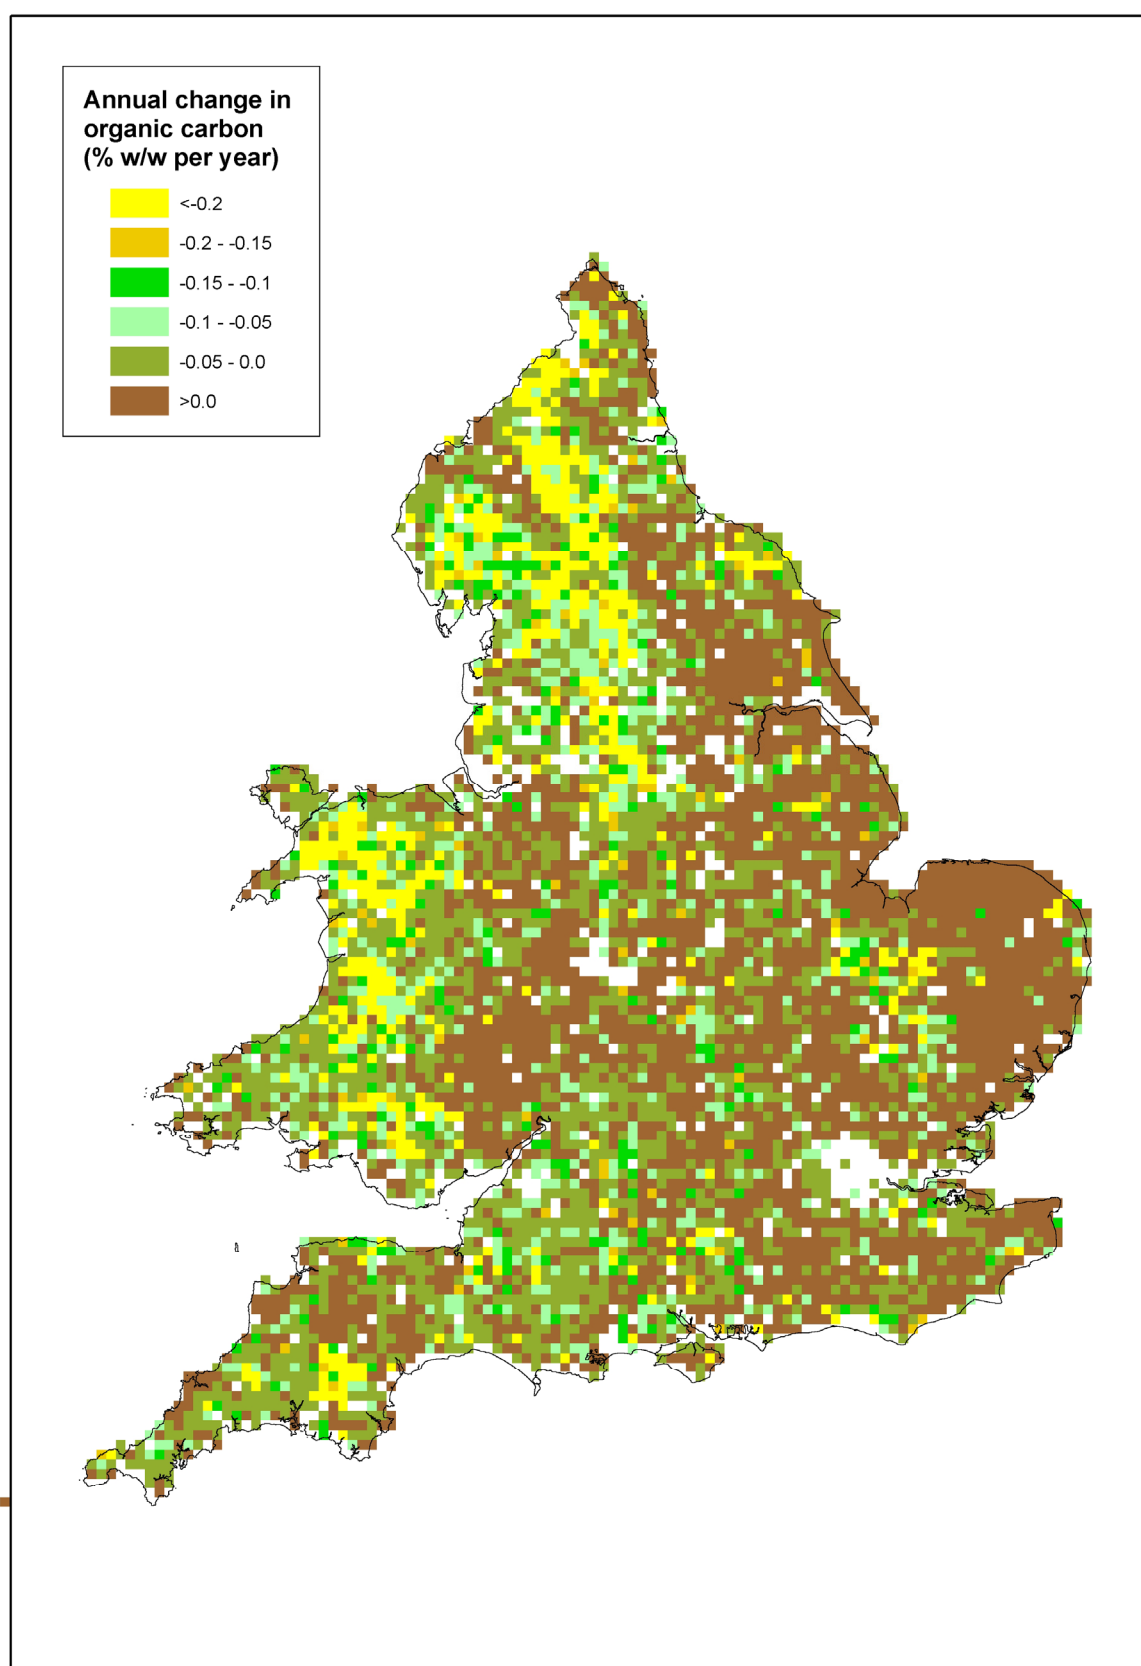 Annual change in
organic carbon
(% w/w per year)
<-0.2
-0.2 - -0.15
-0.15 - -0.1
-0.1 - -0.05
-0.05 - 0.0
>0.0